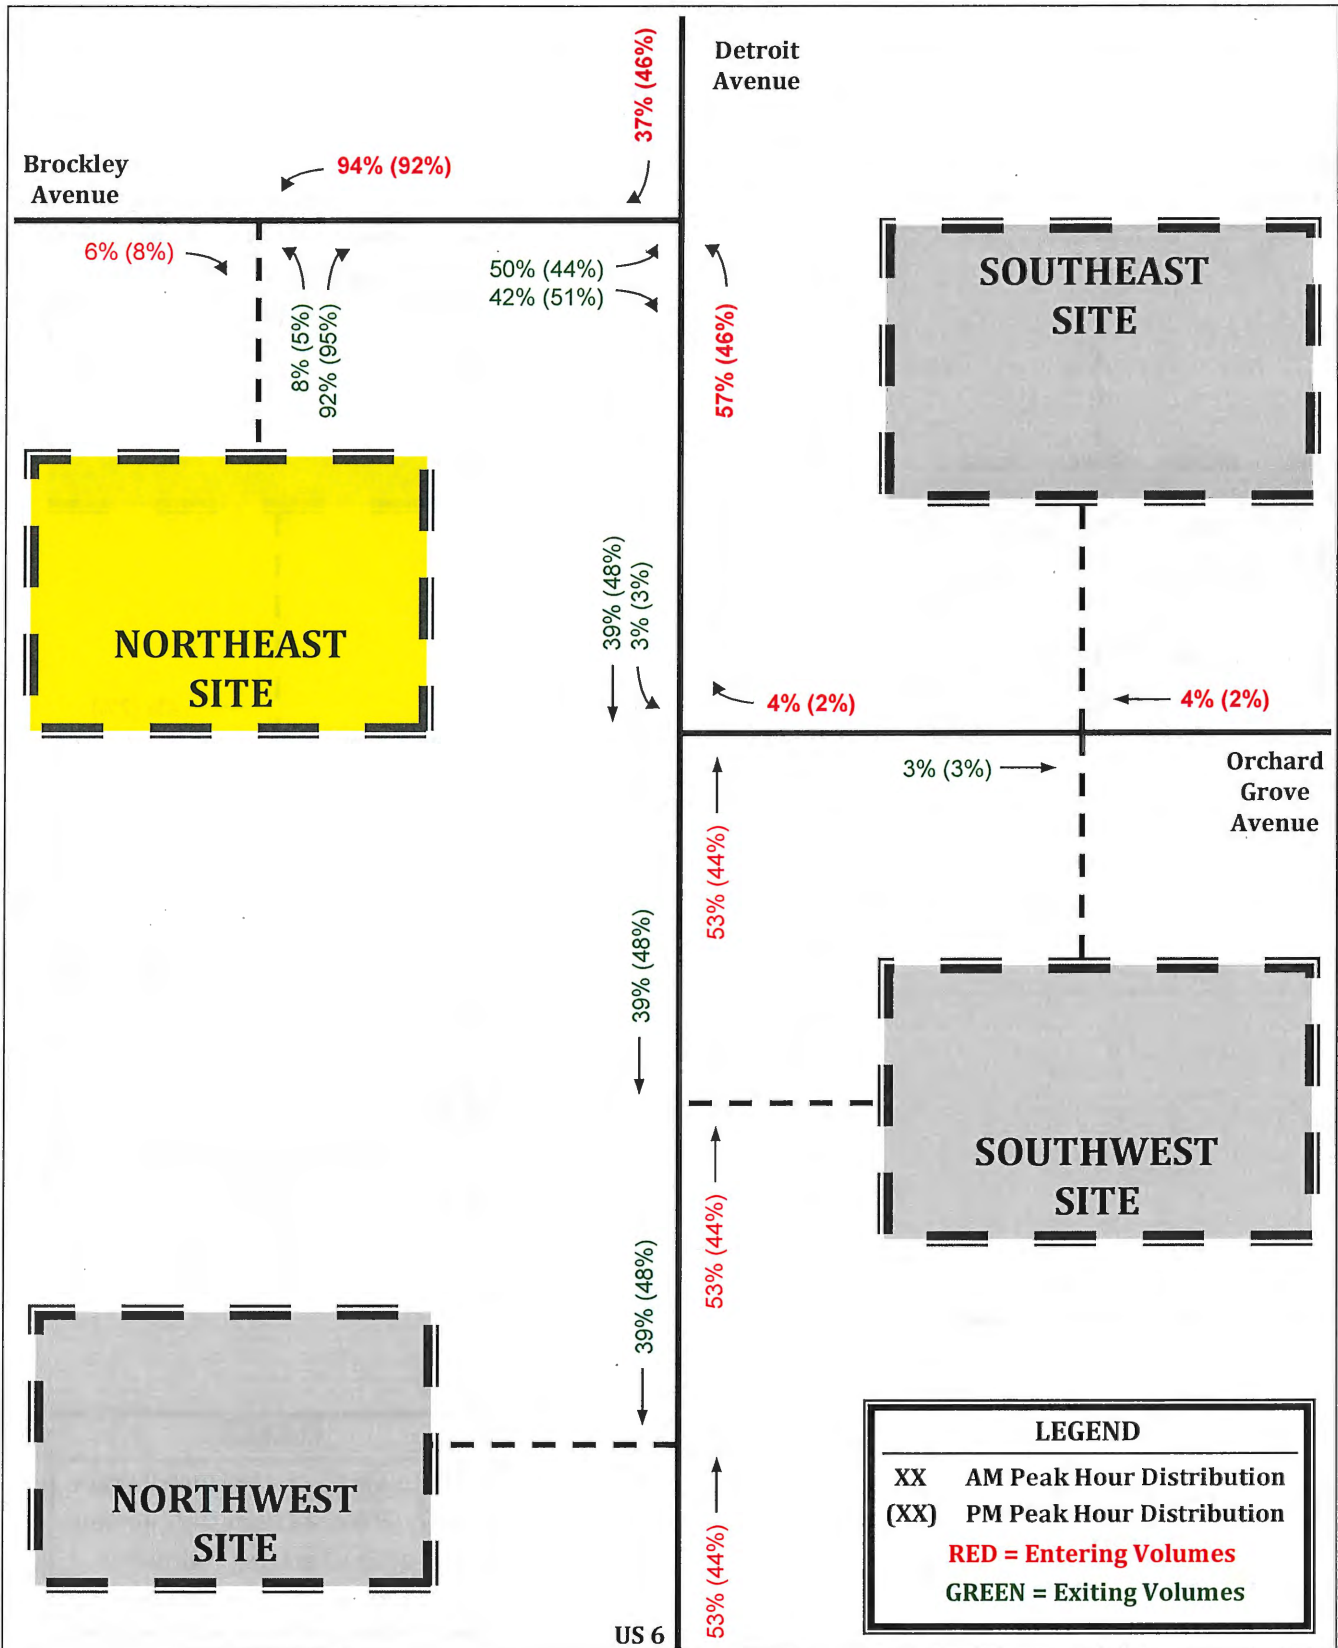 Detroit
Avenue
37% (46%)
94% (92%)
Brockley
Avenue
6% (8%)
8% (5%)
92% (95%)
50% (44%)
42% (51%)
57% (46%)
SOUTHEAST
SITE
NORTHEAST
SITE
39% (48%)
3% (3%)
4% (2%)
4% (2%)
3% (3%)
Orchard
Grove
Avenue
53% (44%)
39% (48%)
SOUTHWEST
SITE
53% (44%)
39% (48%)
NORTHWEST
SITE
53% (44%)
US 6
LEGEND
XX AM Peak Hour Distribution
(XX) PM Peak Hour Distribution
RED = Entering Volumes
GREEN = Exiting Volumes